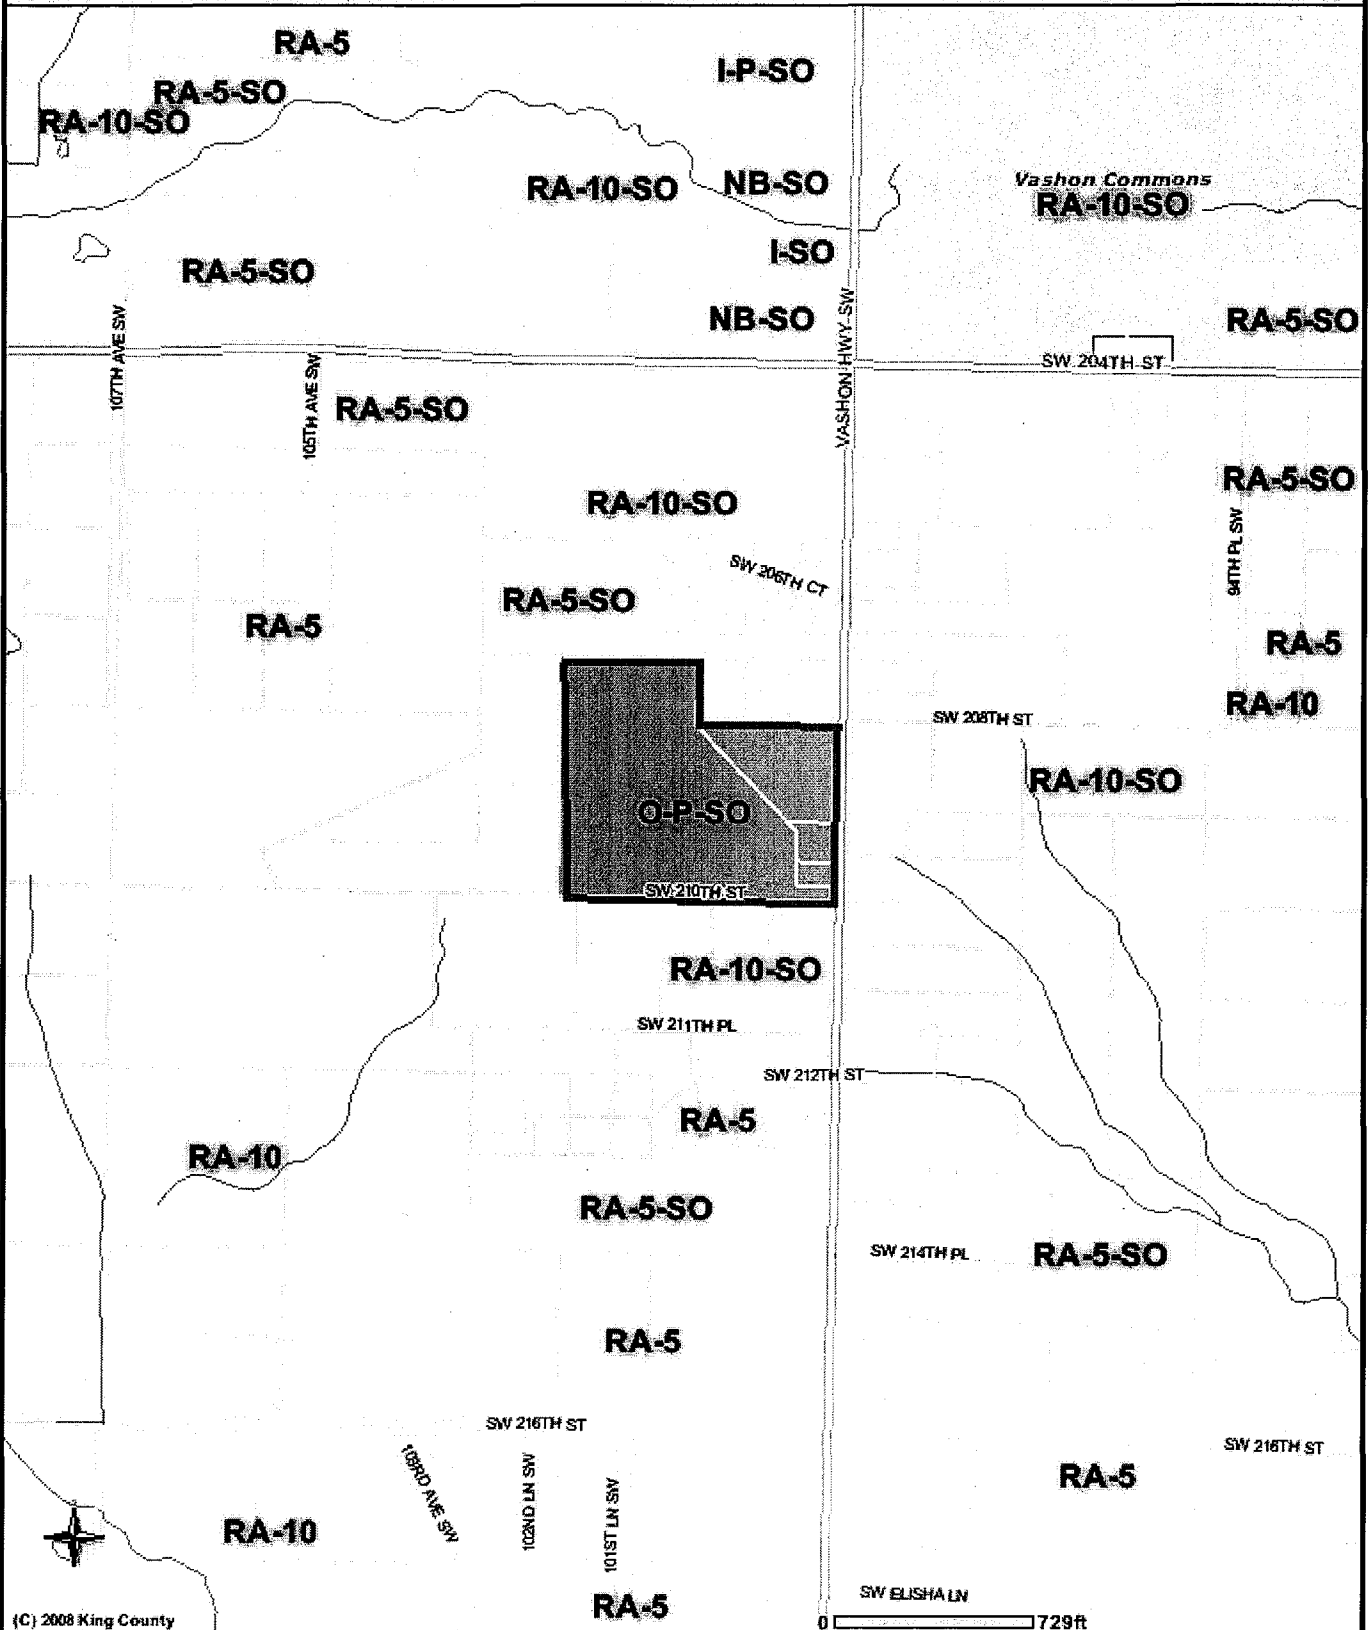 RA-5
I-P-SO
RA-5-SO
RA-10-SO
Vashon Commons
RA-10-SO
NB-SO
RA-10-SO
I-SO
RA-5-SO
NB-SO
RA-5-SO
VASHON HWY SW
107TH AVE SW
105TH AVE SW
SW 204TH ST
RA-5-SO
RA-5-SO
RA-10-SO
94TH PL SW
SW 206TH CT
RA-5-SO
RA-5
RA-5
RA-10
SW 208TH ST
RA-10-SO
O-P-SO
SW 210TH ST
RA-10-SO
SW 211TH PL
SW 212TH ST
RA-5
RA-10
RA-5-SO
SW 214TH PL
RA-5-SO
RA-5
SW 216TH ST
SW 216TH ST
103RD AVE SW
102ND LN SW
101ST LN SW
RA-5
RA-10
SW ELISHA LN
RA-5
(C) 2008 King County
0 729ft